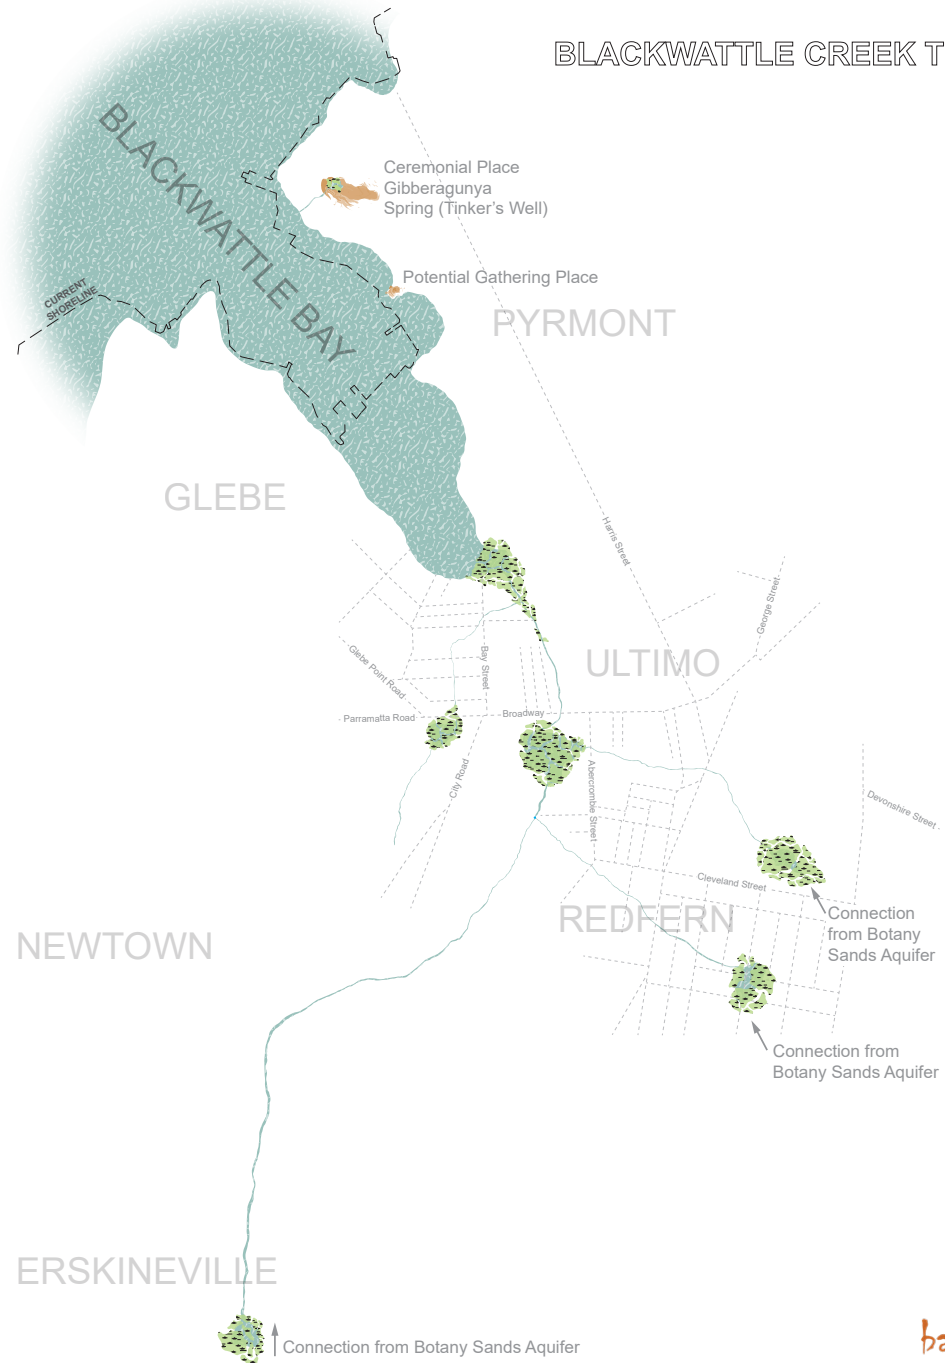 BLACKWATTLE CREEK T
Ceremonial Place
Gibberagunya
Spring (Tinker's Well)
BLACKWATTLE BAY
Potential Gathering Place
CURRENT
SHORELINE
PYRMONT
GLEBE
Harris Street
George Street
ULTIMO
Glebe Point Road
Bay Street
Parramatta Road
Broadway
City Road
Abercrombie Street
Devonshire Street
Cleveland Street
REDFERN
Connection
from Botany
Sands Aquifer
NEWTOWN
Connection from
Botany Sands Aquifer
ERSKINEVILLE
Connection from Botany Sands Aquifer
ba